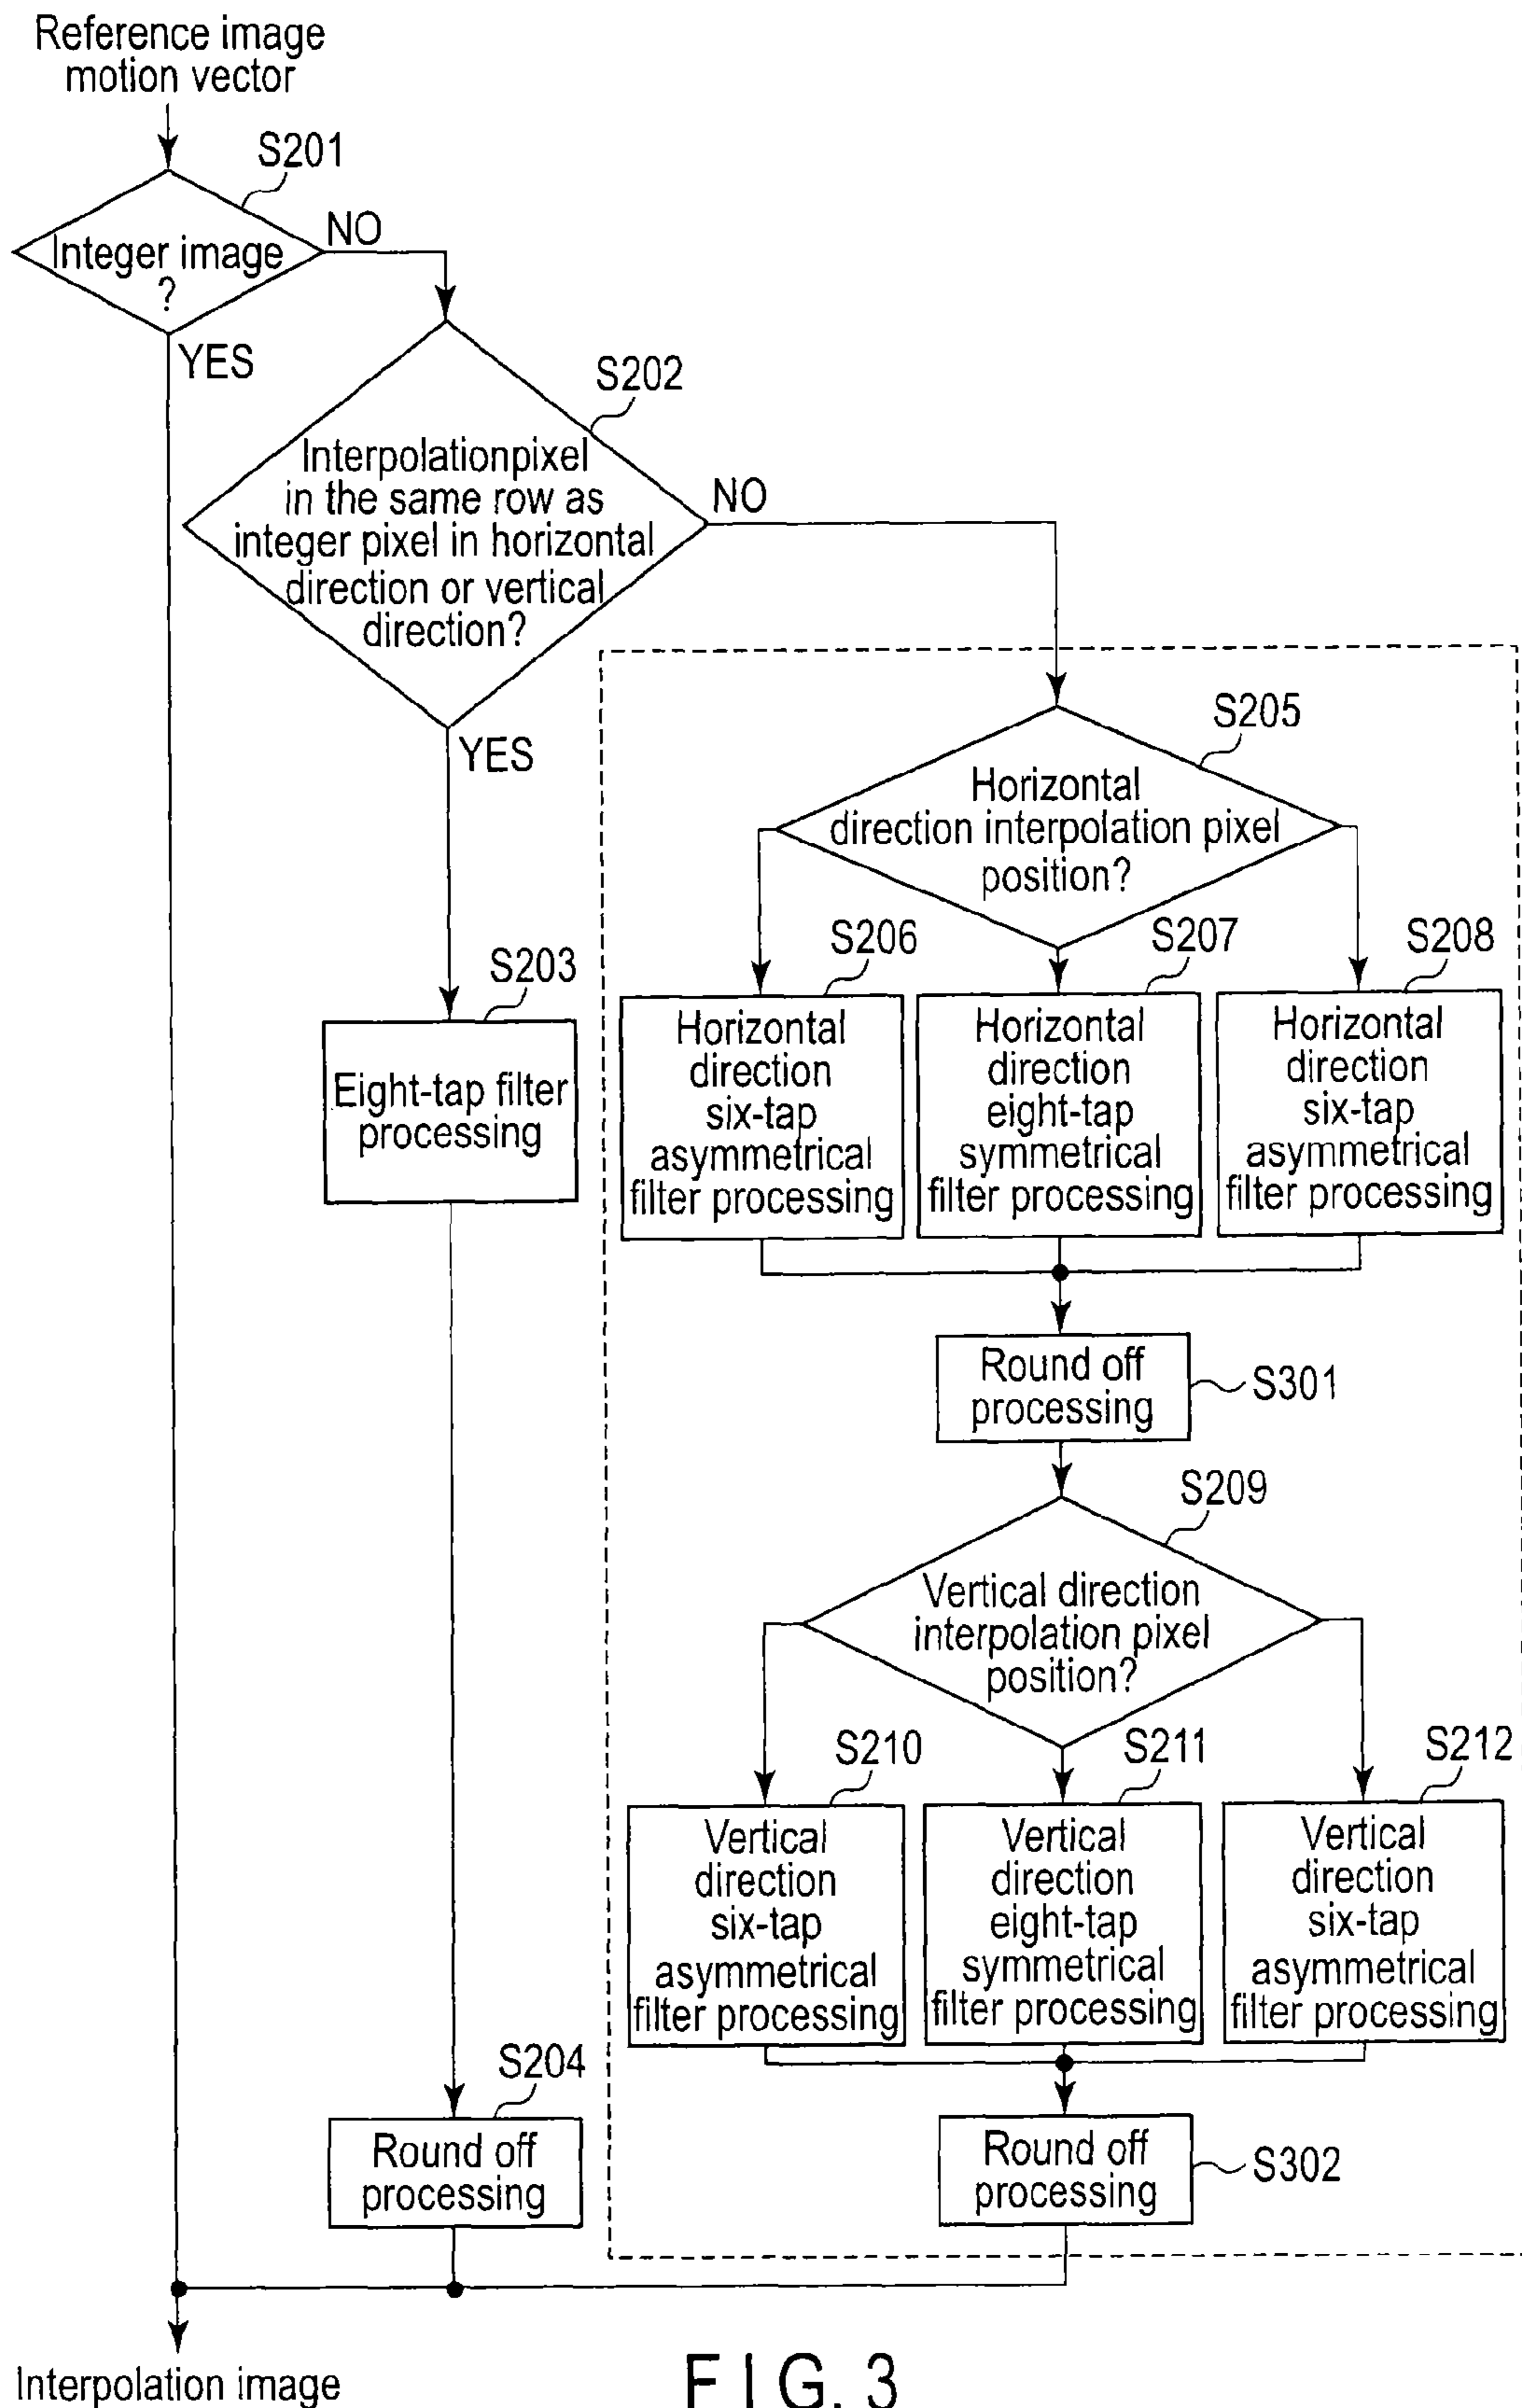 Reference image
motion vector
S201
Integer image
?
NO
YES
S202
Interpolationpixel
in the same row as
integer pixel in horizontal
direction or vertical
direction?
NO
YES
S205
Horizontal
direction interpolation pixel
position?
S203
Eight-tap filter
processing
S206
Horizontal
direction
six-tap
asymmetrical
filter processing
S207
Horizontal
direction
eight-tap
symmetrical
filter processing
S208
Horizontal
direction
six-tap
asymmetrical
filter processing
Round off
processing
S301
S209
Vertical direction
interpolation pixel
position?
S210
Vertical
direction
six-tap
asymmetrical
filter processing
S211
Vertical
direction
eight-tap
symmetrical
filter processing
S212
Vertical
direction
six-tap
asymmetrical
filter processing
S204
Round off
processing
Round off
processing
S302
Interpolation image
FIG. 3